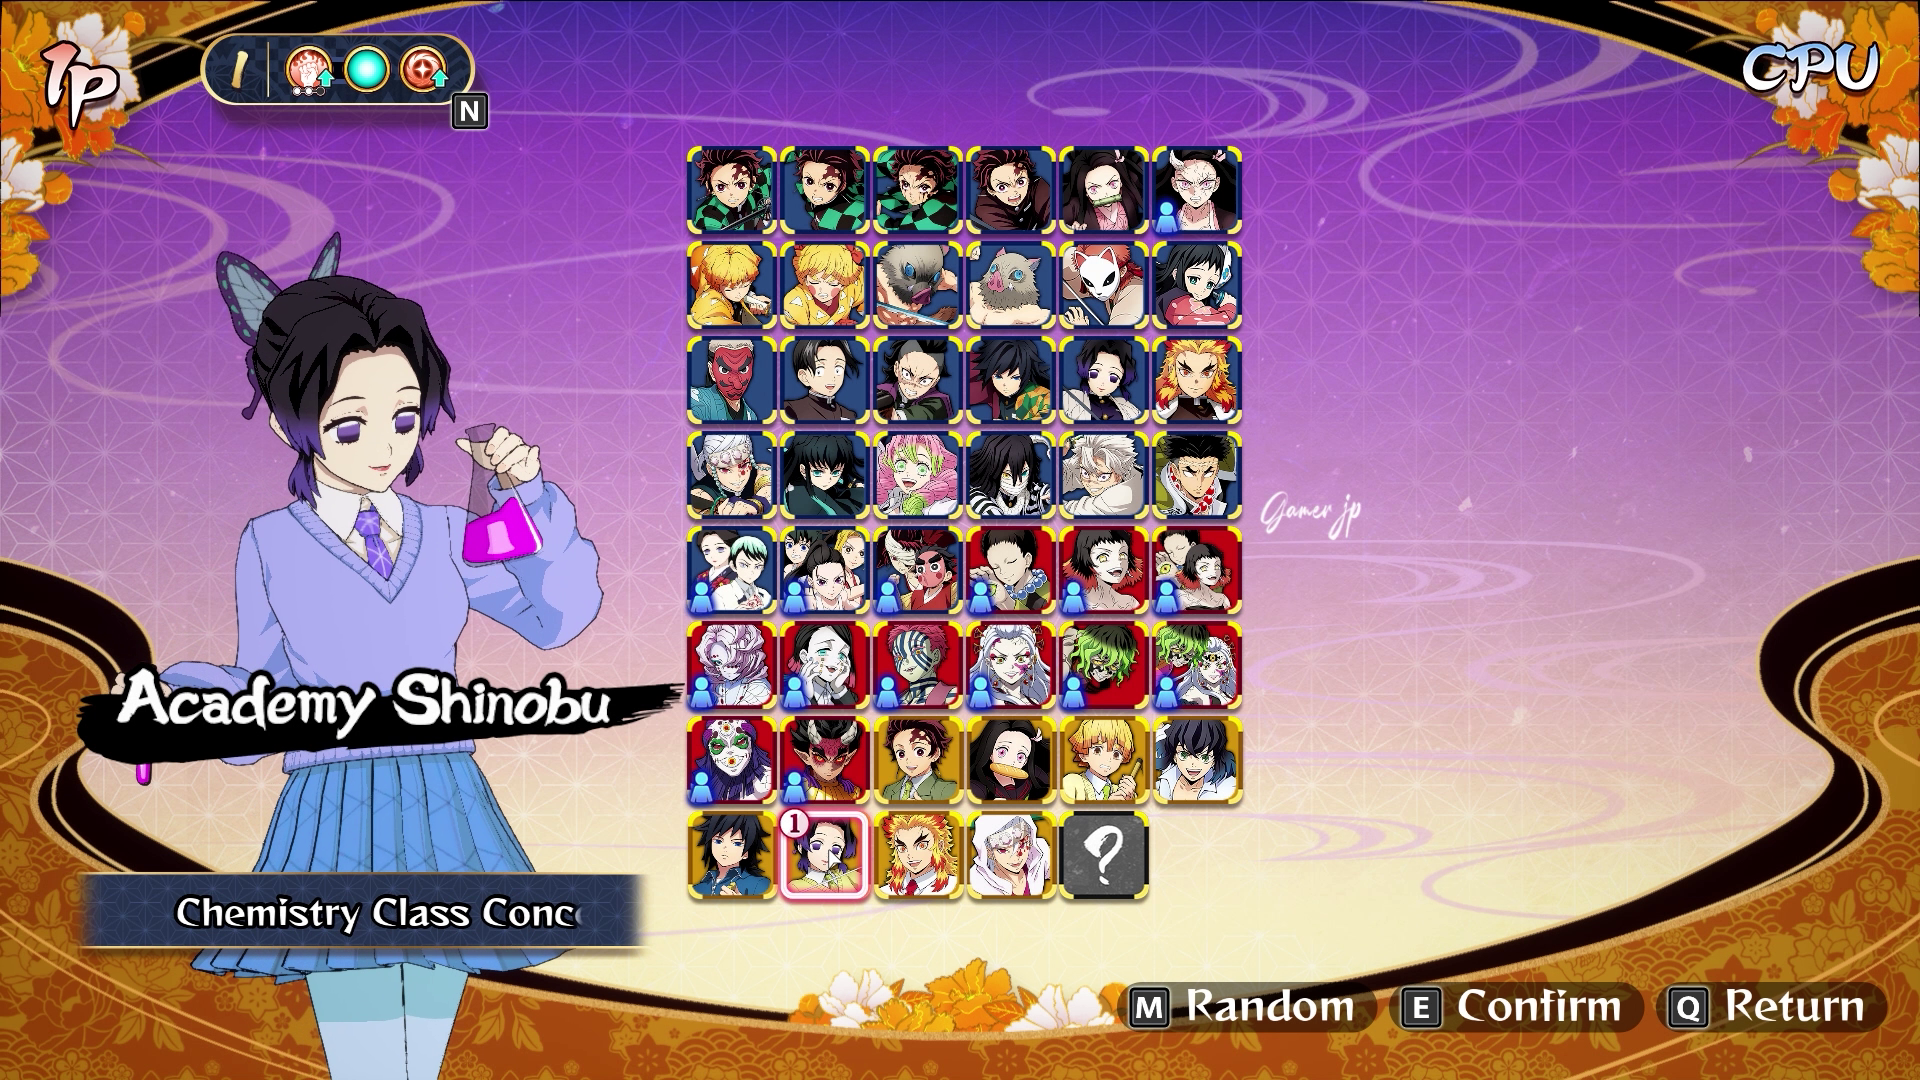 1P
N
CPU
Gamer jp
Academy Shinobu
1
?
Chemistry Class Conc
M Random
E Confirm
Q Return